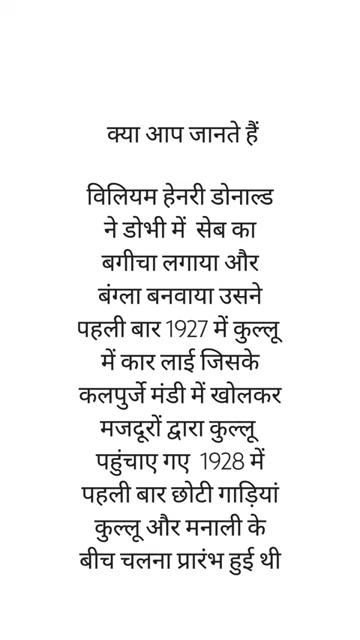 क्या आप जानते हैं
विलियम हेनरी डोनाल्ड
ने डोभी में सेब का
बगीचा लगाया और
बंग्ला बनवाया उसने
पहली बार 1927 में कुल्लू
में कार लाई जिसके
कलपुर्जे मंडी में खोलकर
मजदूरों द्वारा कुल्लू
पहुंचाए गए 1928 में
पहली बार छोटी गाड़ियां
कुल्लू और मनाली के
बीच चलना प्रारंभ हुई थी